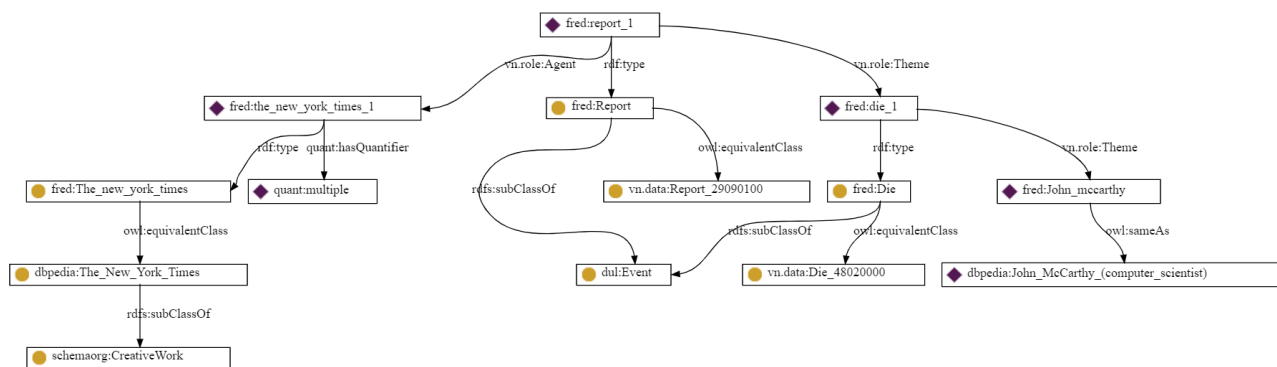 fred:report_1
vn.role:Agent
rdf:type
vn.role:Theme
fred:the_new_york_times_1
fred:Report
fred:die_1
rdf:type
quant:hasQuantifier
owl:equivalentClass
rdf:type
vn.role:Theme
fred:The_new_york_times
quant:multiple
rdfs:subClassOf
vn.data:Report_29090100
fred:Die
fred:John_mccarthy
owl:equivalentClass
rdfs:subClassOf
owl:equivalentClass
owl:sameAs
dbpedia:The_New_York_Times
dul:Event
vn.data:Die_48020000
dbpedia:John_McCarthy_(computer_scientist)
rdfs:subClassOf
schemaorg:CreativeWork